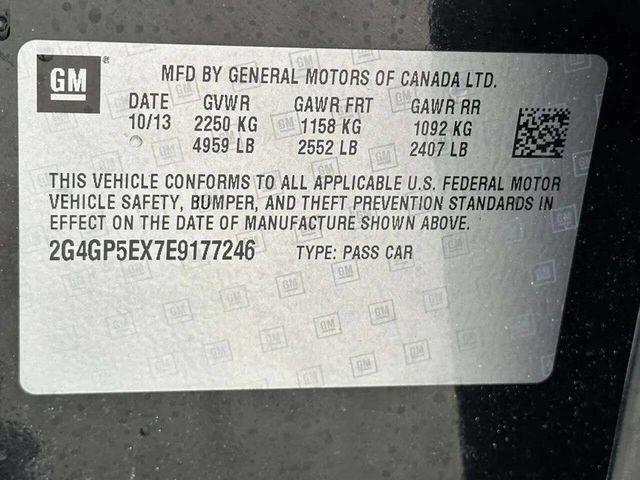 GM ® MFD BY GENERAL MOTORS OF CANADA LTD.
DATE GVWR GAWR FRT GAWR RR
10/13 2250 KG 1158 KG 1092 KG
4959 LB 2552 LB 2407 LB
THIS VEHICLE CONFORMS TO ALL APPLICABLE U.S. FEDERAL MOTOR
VEHICLE SAFETY, BUMPER, AND THEFT PREVENTION STANDARDS IN
EFFECT ON THE DATE OF MANUFACTURE SHOWN ABOVE.
2G4GP5EX7E9177246 TYPE: PASS CAR